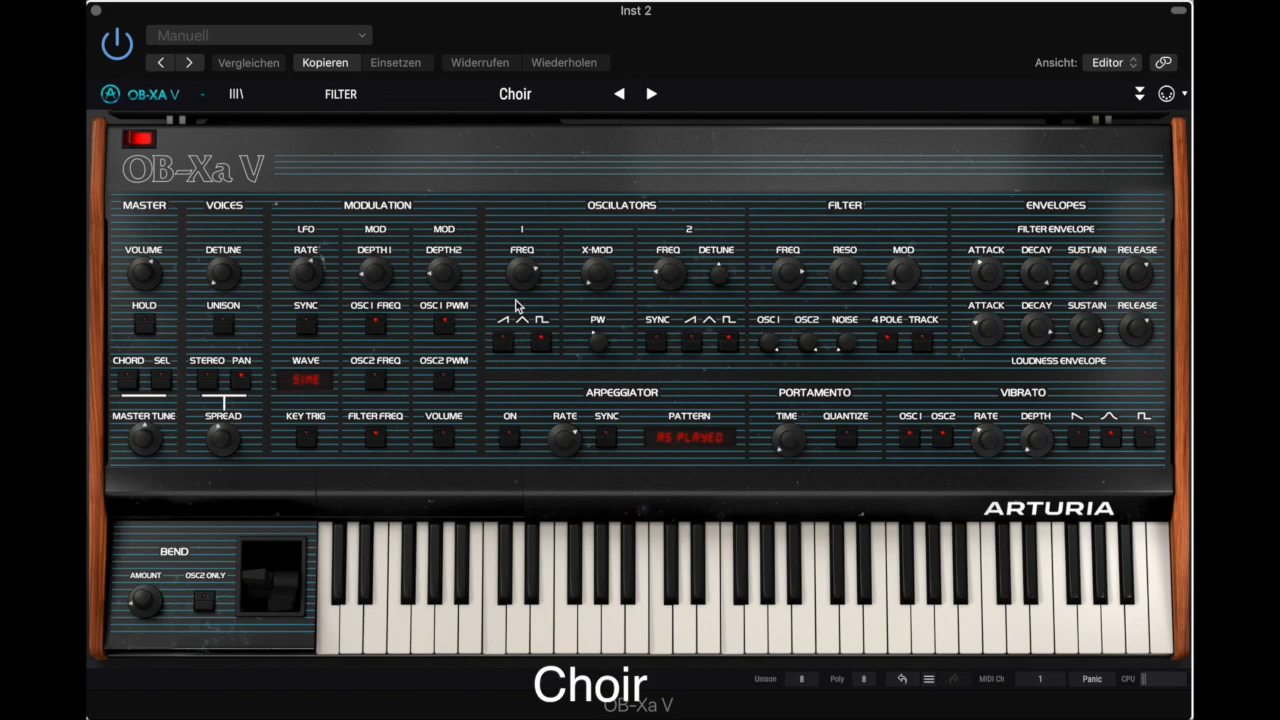 Inst 2
Manuell
Vergleichen Kopieren Einsetzen Widerrufen Wiederholen Ansicht: Editor
OB-XA V - FILTER Choir
OB-Xa V
MASTER VOICES MODULATION OSCILLATORS FILTER ENVELOPES
LFO MOD MOD 1 2 FILTER ENVELOPE
VOLUME DETUNE RATE DEPTH1 DEPTH2 FREQ X-MOD FREQ DETUNE FREQ RESO MOD ATTACK DECAY SUSTAIN RELEASE
HOLD UNISON SYNC OSC1 FREQ OSC1 PWM ATTACK DECAY SUSTAIN RELEASE
PW SYNC OSC1 OSC2 NOISE 4 POLE TRACK
CHORD SEL STEREO PAN WAVE OSC2 FREQ OSC2 PWM LOUDNESS ENVELOPE
SINE
ARPEGGIATOR PORTAMENTO VIBRATO
MASTER TUNE SPREAD KEY TRIG FILTER FREQ VOLUME ON RATE SYNC PATTERN TIME QUANTIZE OSC1 OSC2 RATE DEPTH
AS PLAYED
ARTURIA
BEND
AMOUNT OSC2 ONLY
Unison 8 Poly 8 MIDI Ch 1 Panic CPU
Choir
OB-Xa V